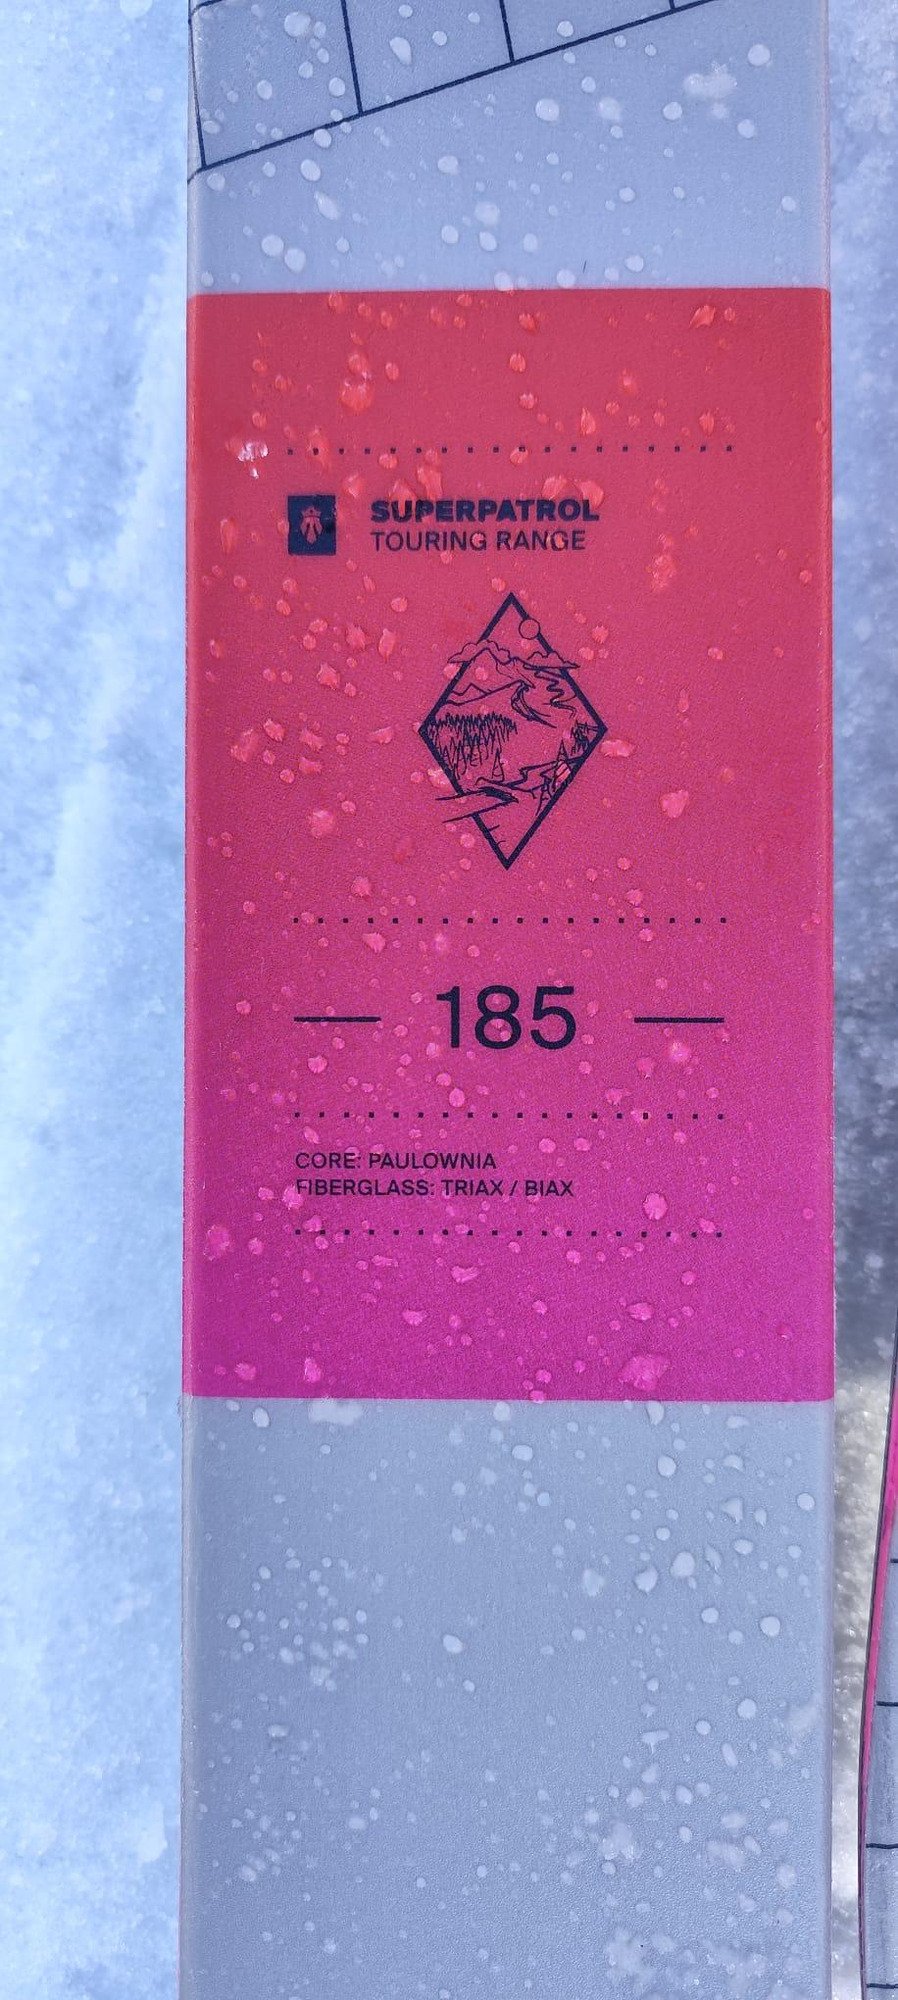 SUPERPATROL
TOURING RANGE
185
CORE: PAULOWNIA
FIBERGLASS: TRIAX / BIAX